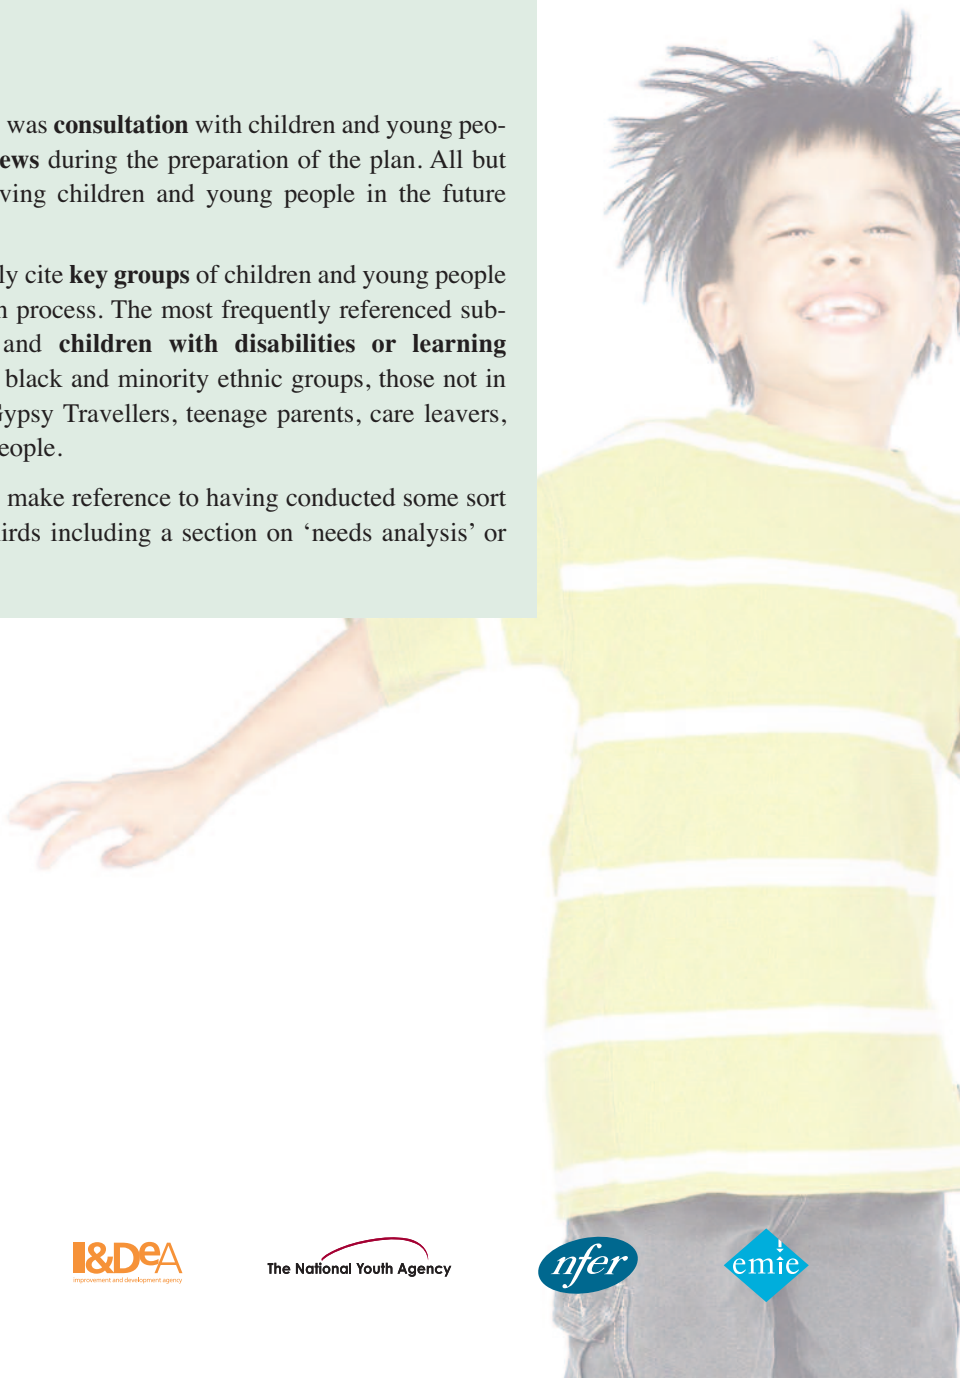 was consultation with children and young peo-
ews during the preparation of the plan. All but
ving children and young people in the future
ly cite key groups of children and young people
n process. The most frequently referenced sub-
and children with disabilities or learning
black and minority ethnic groups, those not in
Gypsy Travellers, teenage parents, care leavers,
eople.
make reference to having conducted some sort
irds including a section on ‘needs analysis’ or
I&DeA
improvement and development agency
The National Youth Agency
nfer
emie